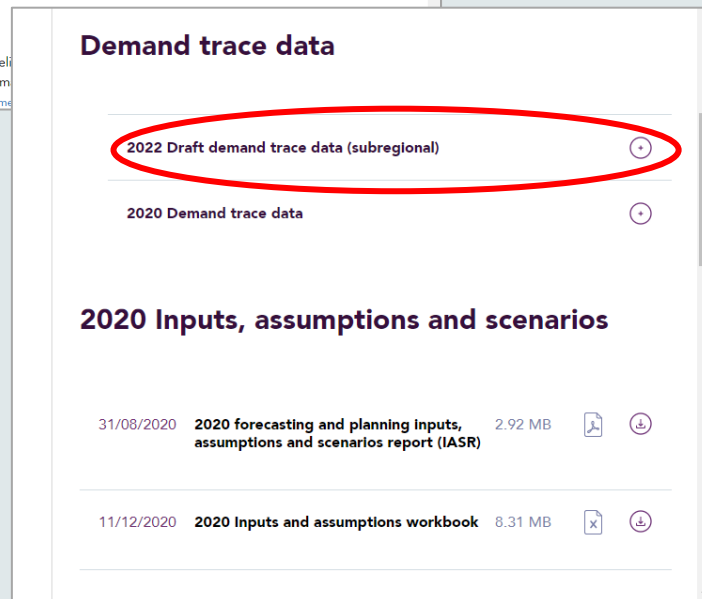 Demand trace data
2022 Draft demand trace data (subregional)
2020 Demand trace data
2020 Inputs, assumptions and scenarios
31/08/2020 2020 forecasting and planning inputs, 2.92 MB
assumptions and scenarios report (IASR)
11/12/2020 2020 Inputs and assumptions workbook 8.31 MB